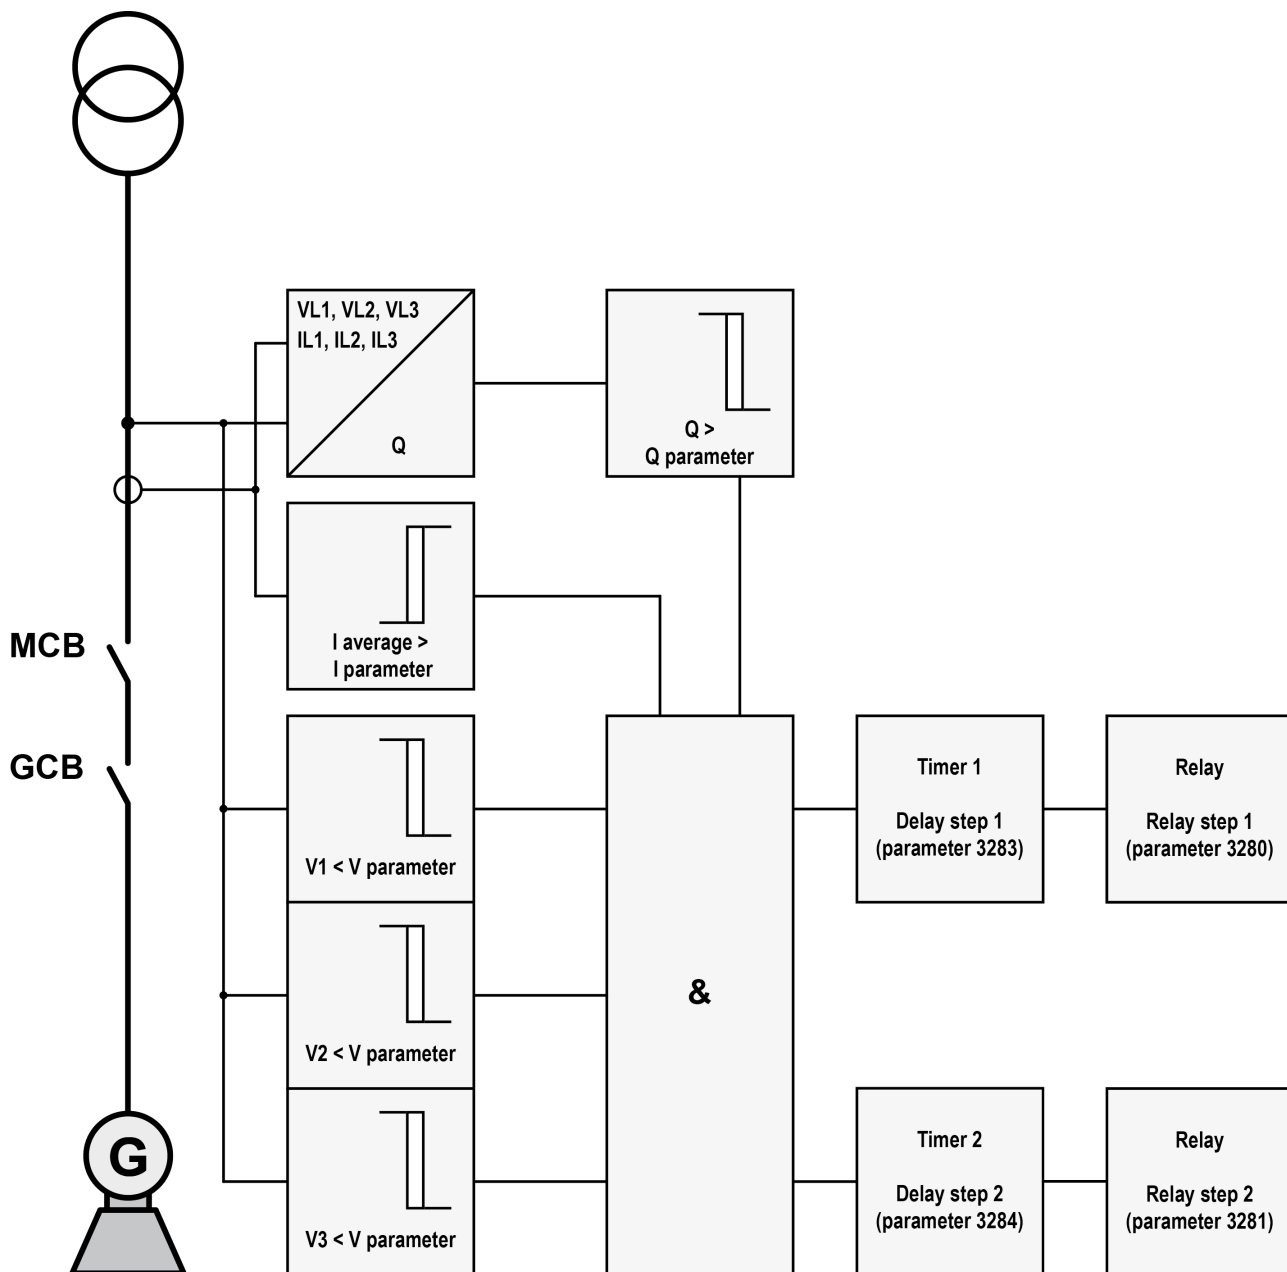 VL1, VL2, VL3
IL1, IL2, IL3
Q
Q >
Q parameter
I average >
I parameter
MCB
GCB
V1 < V parameter
V2 < V parameter
V3 < V parameter
&
Timer 1
Delay step 1
(parameter 3283)
Relay
Relay step 1
(parameter 3280)
Timer 2
Delay step 2
(parameter 3284)
Relay
Relay step 2
(parameter 3281)
G